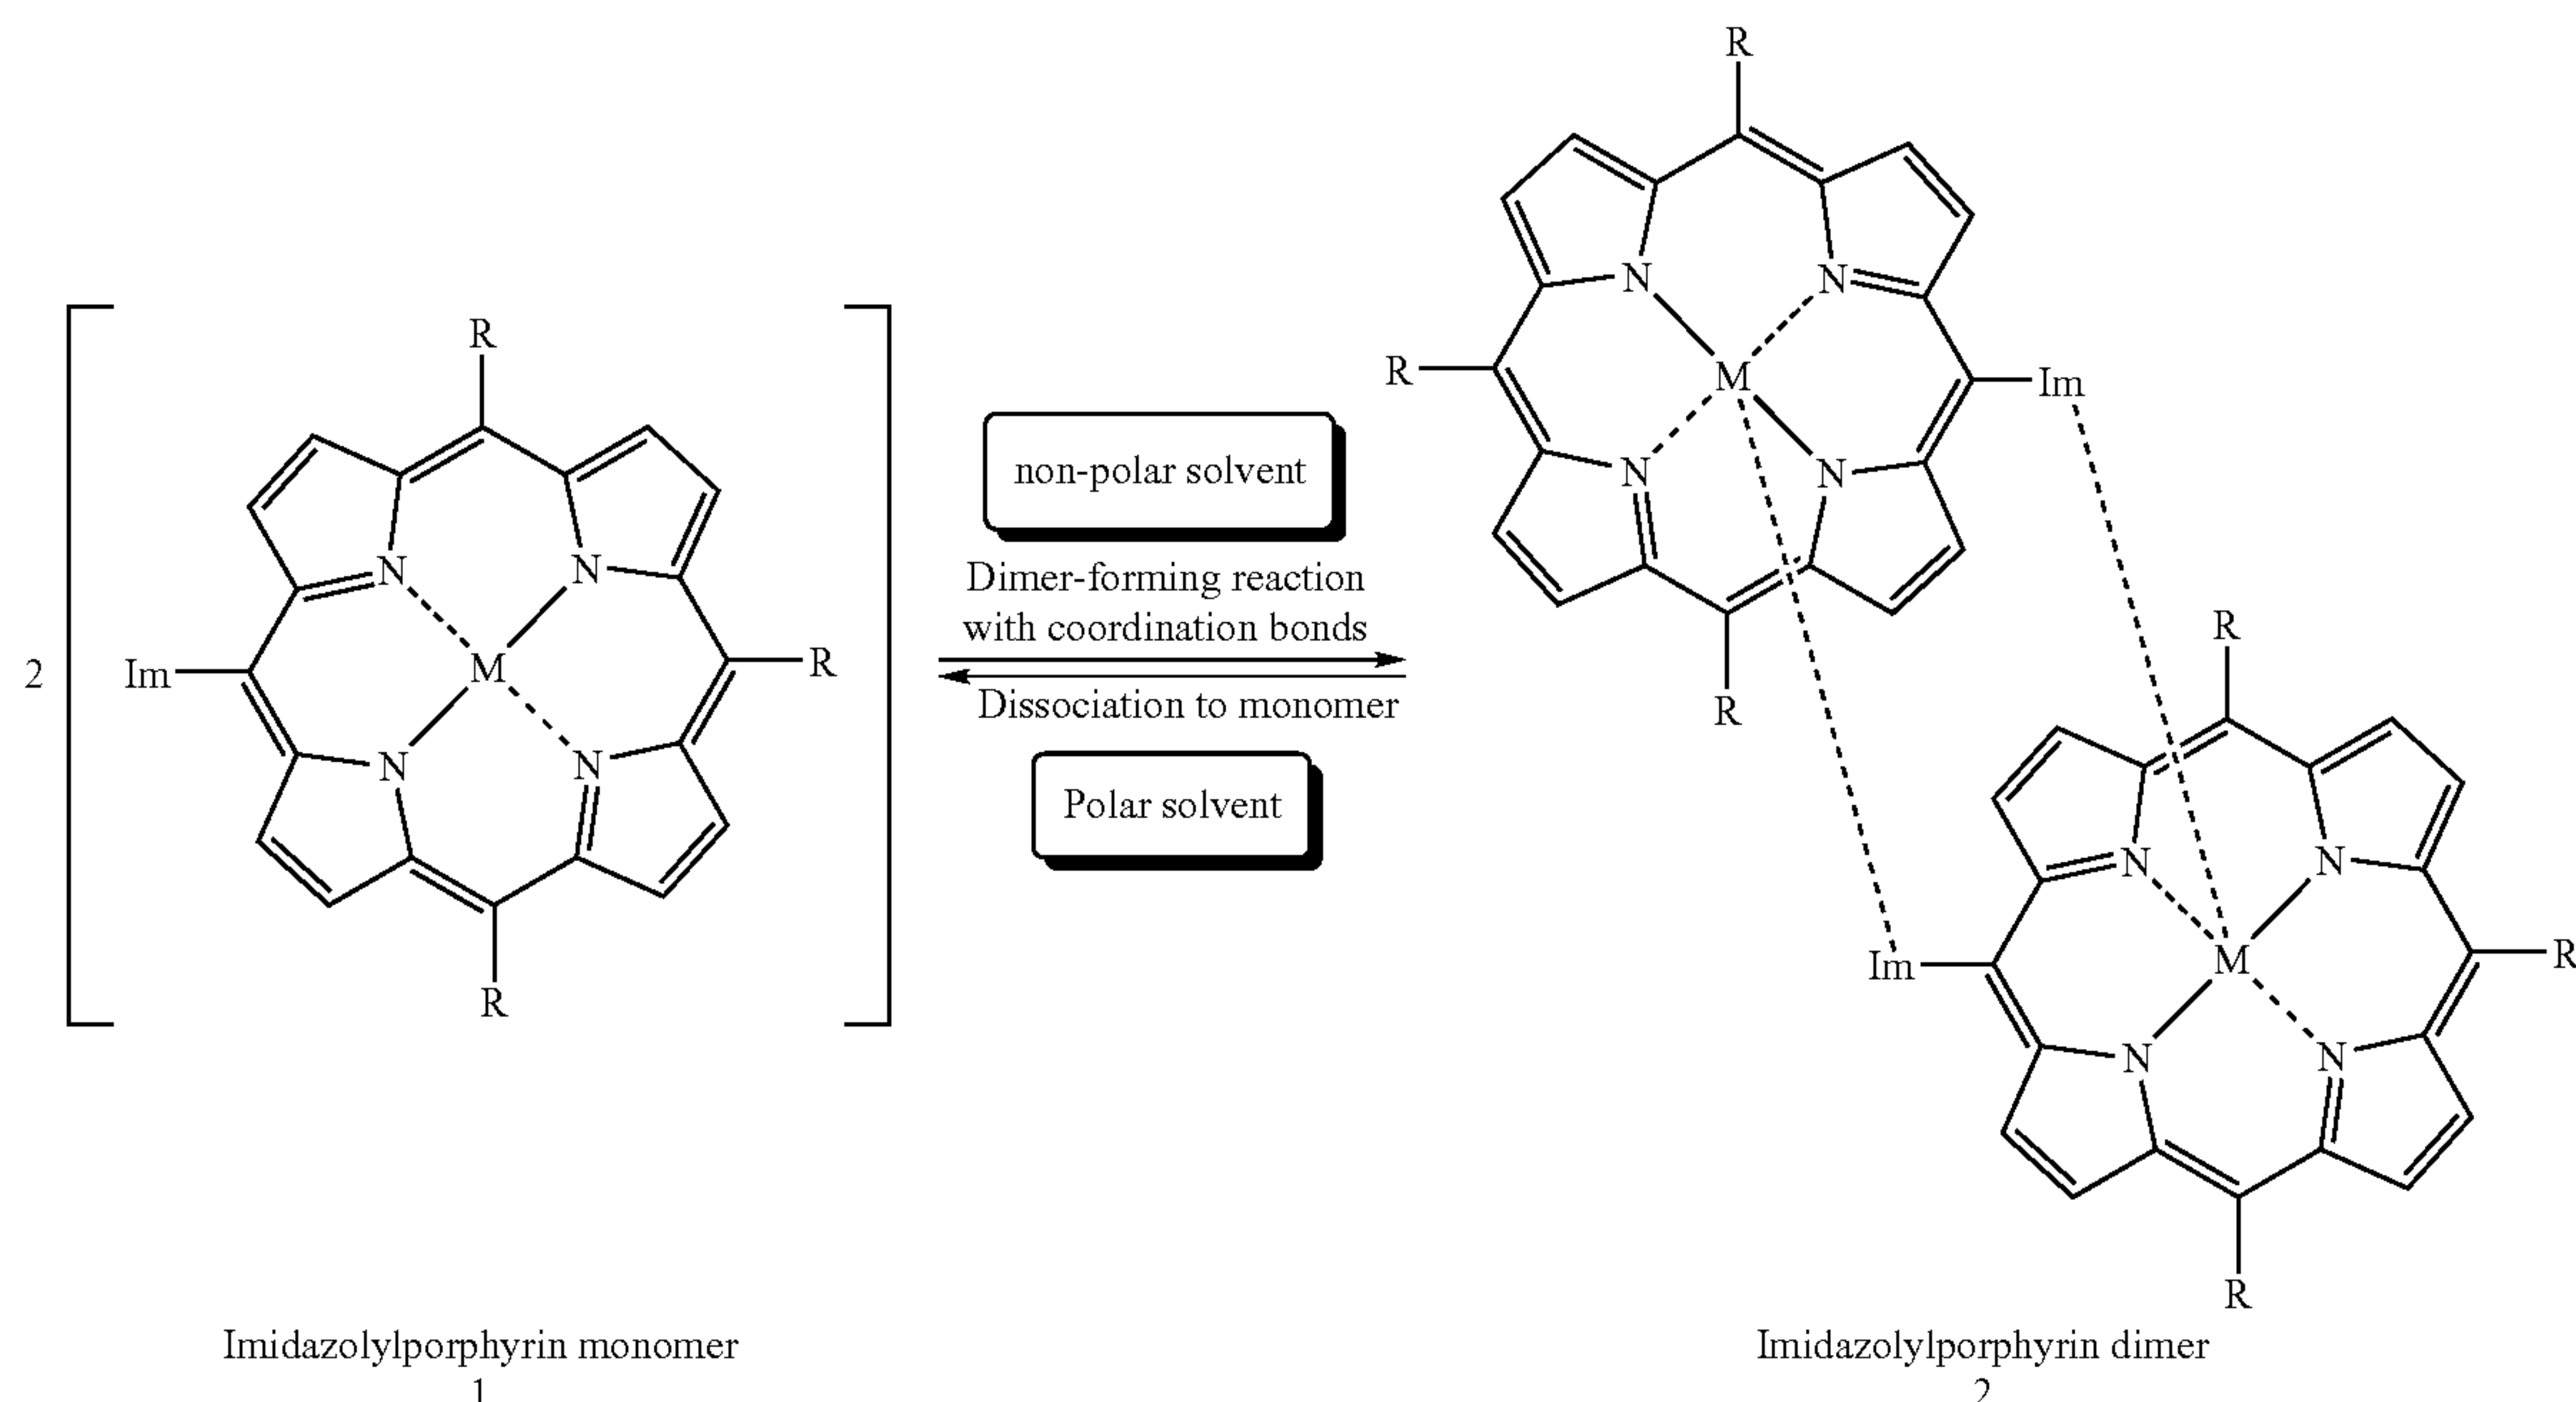 R
R
N
N
R
M
Im
non-polar solvent
N
N
Dimer-forming reaction
with coordination bonds
R
R
N
N
2
Im
M
R
R
Dissociation to monomer
N
N
Polar solvent
N
N
Im
M
R
R
N
N
R
Imidazolylporphyrin monomer
Imidazolylporphyrin dimer
1
2